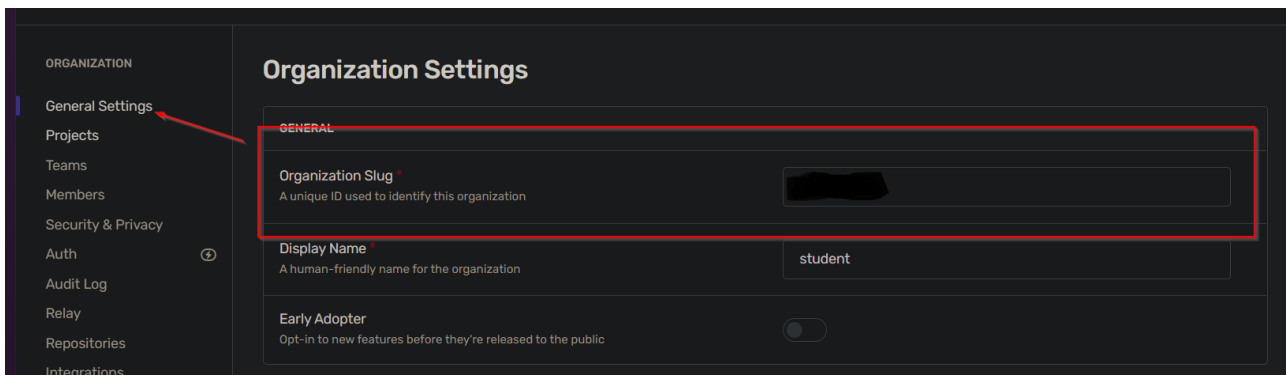 ORGANIZATION
General Settings
Projects
Teams
Members
Security & Privacy
Auth
Audit Log
Relay
Repositories
Integrations
Organization Settings
GENERAL
Organization Slug *
A unique ID used to identify this organization
Display Name *
A human-friendly name for the organization
student
Early Adopter
Opt-in to new features before they're released to the public